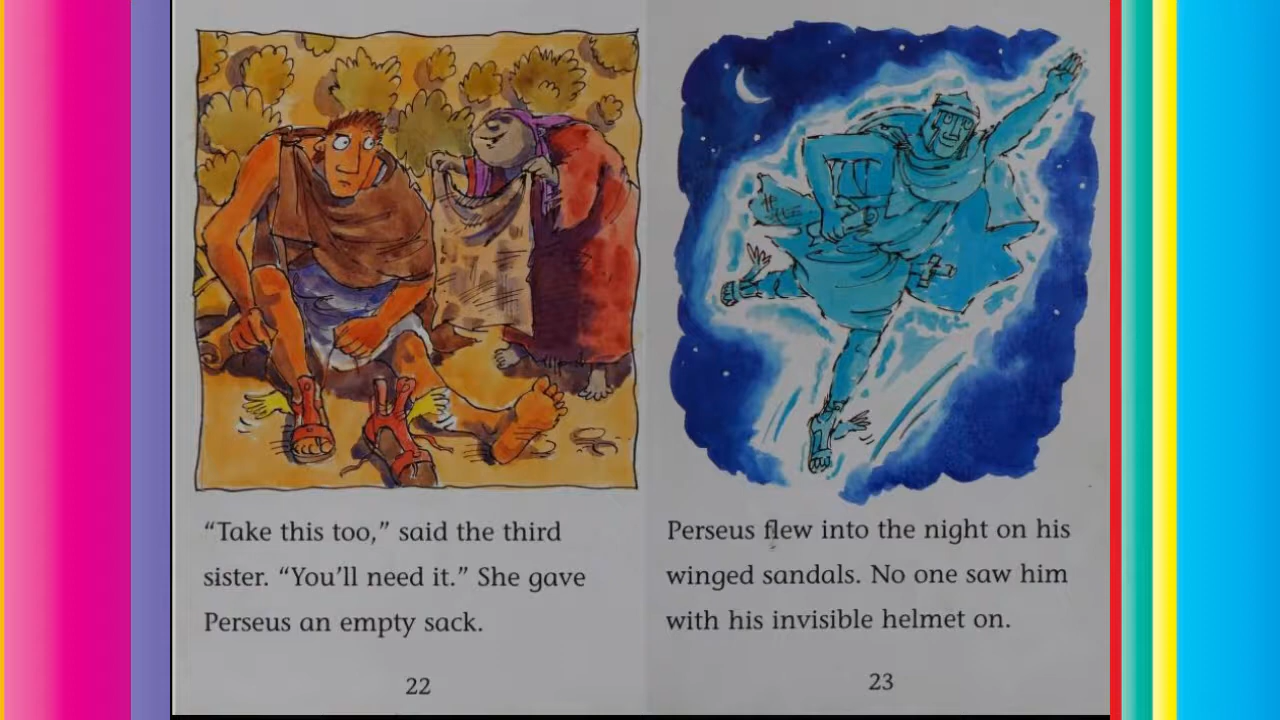 “Take this too,” said the third
sister. “You’ll need it.” She gave
Perseus an empty sack.
22
Perseus flew into the night on his
winged sandals. No one saw him
with his invisible helmet on.
23